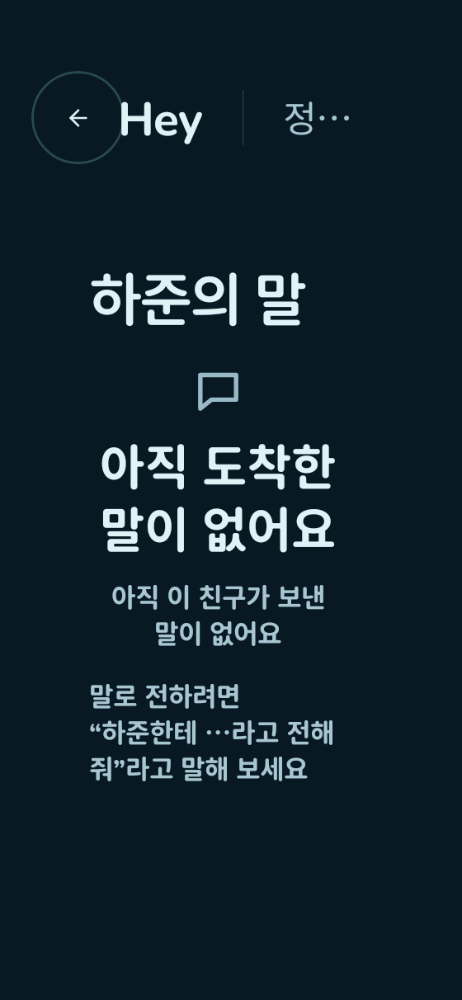 Hey
정…
하준의 말
아직 도착한
말이 없어요
아직 이 친구가 보낸
말이 없어요
말로 전하려면
“하준한테 …라고 전해
줘”라고 말해 보세요